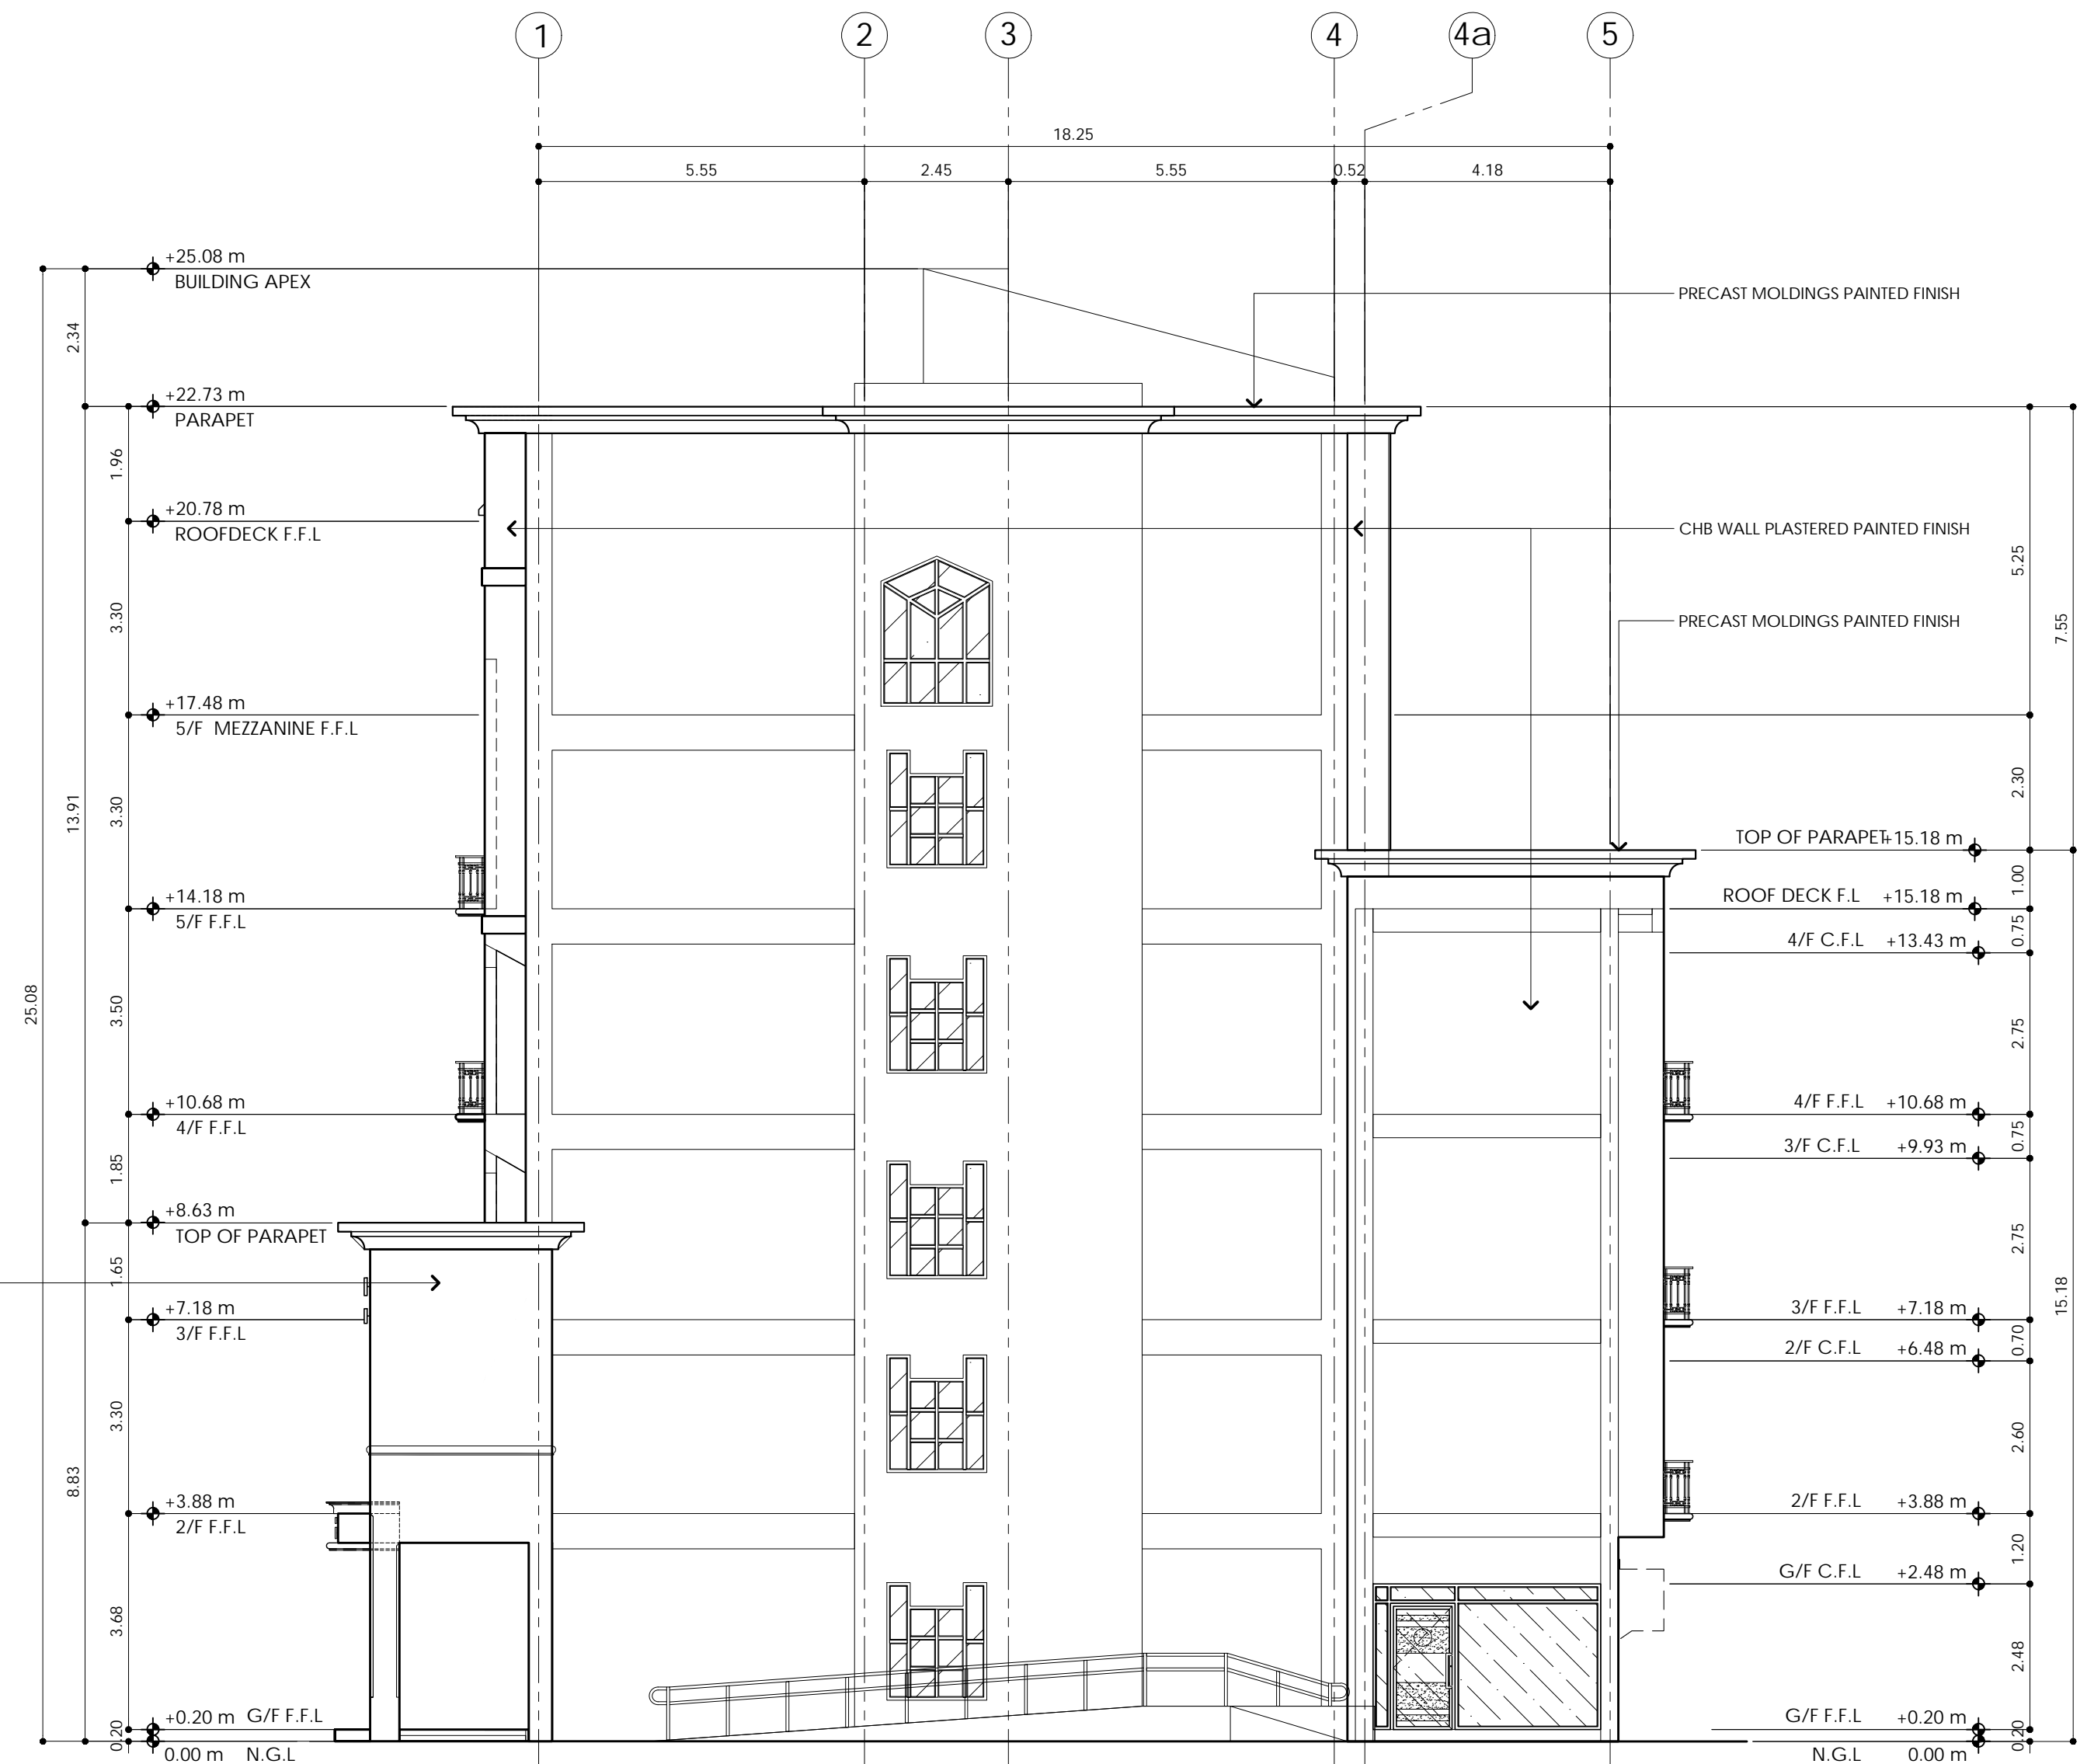 1 2 3 4 4a 5
18.25
5.55 2.45 5.55 0.52 4.18
+25.08 m
BUILDING APEX
PRECAST MOLDINGS PAINTED FINISH
2.34
+22.73 m
PARAPET
1.96
+20.78 m
ROOFDECK F.F.L
CHB WALL PLASTERED PAINTED FINISH
5.25
3.30
PRECAST MOLDINGS PAINTED FINISH
7.55
+17.48 m
5/F MEZZANINE F.F.L
2.30
13.91
3.30
TOP OF PARAPET +15.18 m
1.00
+14.18 m
5/F F.F.L
ROOF DECK F.L +15.18 m
0.75
4/F C.F.L +13.43 m
25.08
3.50
2.75
+10.68 m
4/F F.F.L
4/F F.F.L +10.68 m
0.75
3/F C.F.L +9.93 m
1.85
+8.63 m
TOP OF PARAPET
2.75
1.65
15.18
+7.18 m
3/F F.F.L
3/F F.F.L +7.18 m
0.70
2/F C.F.L +6.48 m
3.30
2.60
8.83
+3.88 m
2/F F.F.L
2/F F.F.L +3.88 m
1.20
G/F C.F.L +2.48 m
3.68
2.48
+0.20 m G/F F.F.L
G/F F.F.L +0.20 m
0.20
0.20
0.00 m N.G.L
N.G.L 0.00 m